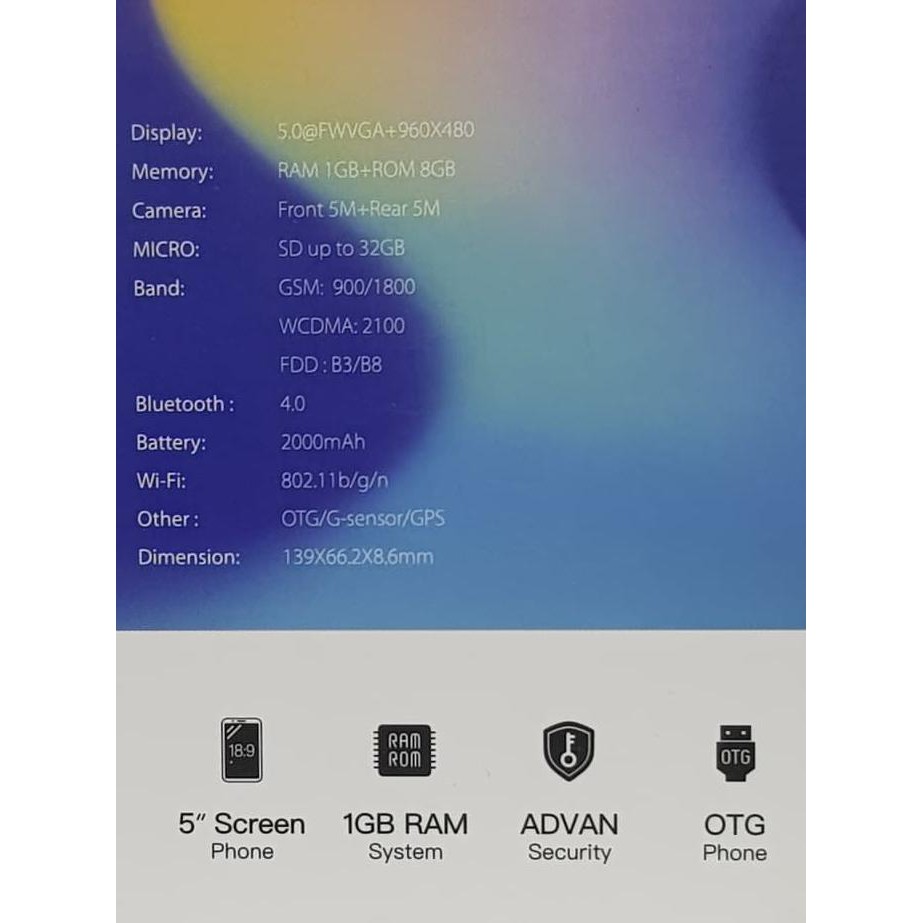 Display: 5.0@FWVGA+960X480
Memory: RAM 1GB+ROM 8GB
Camera: Front 5M+Rear 5M
MICRO: SD up to 32GB
Band: GSM: 900/1800
WCDMA: 2100
FDD : B3/B8
Bluetooth : 4.0
Battery: 2000mAh
Wi-Fi: 802.11b/g/n
Other : OTG/G-sensor/GPS
Dimension: 139X66.2X8.6mm
18:9
RAM
ROM
OTG
5” Screen
Phone
1GB RAM
System
ADVAN
Security
OTG
Phone